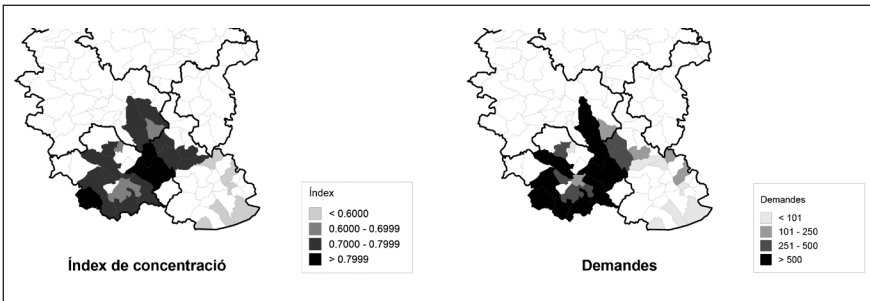 Índex
< 0.6000
0.6000 - 0.6999
0.7000 - 0.7999
> 0.7999
Índex de concentració
Demandes
< 101
101 - 250
251 - 500
> 500
Demandes